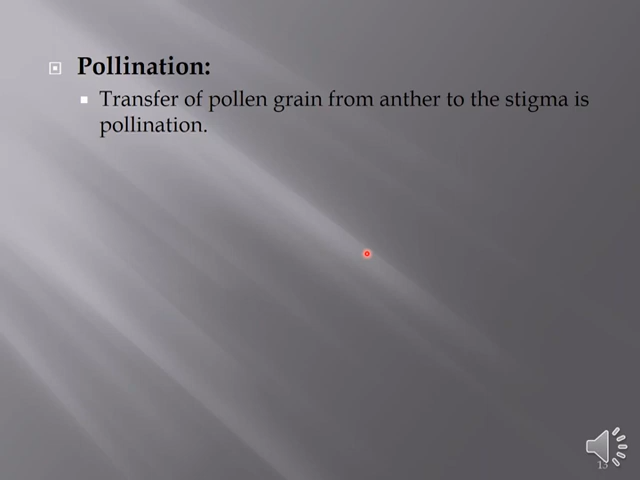 Pollination:
Transfer of pollen grain from anther to the stigma is
pollination.
13